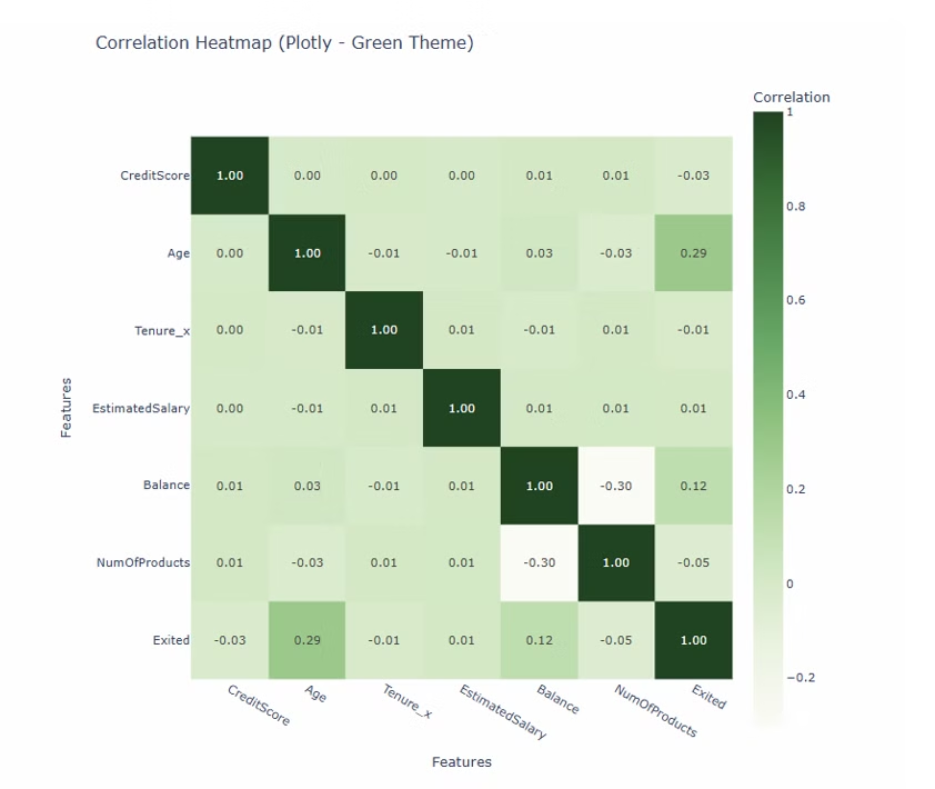 Correlation Heatmap (Plotly - Green Theme)
Correlation
1
0.8
0.6
0.4
0.2
0
−0.2
Features
CreditScore 1.00 0.00 0.00 0.00 0.01 0.01 -0.03
Age 0.00 1.00 -0.01 -0.01 0.03 -0.03 0.29
Tenure_x 0.00 -0.01 1.00 0.01 -0.01 0.01 -0.01
EstimatedSalary 0.00 -0.01 0.01 1.00 0.01 0.01 0.01
Balance 0.01 0.03 -0.01 0.01 1.00 -0.30 0.12
NumOfProducts 0.01 -0.03 0.01 0.01 -0.30 1.00 -0.05
Exited -0.03 0.29 -0.01 0.01 0.12 -0.05 1.00
CreditScore Age Tenure_x EstimatedSalary Balance NumOfProducts Exited
Features